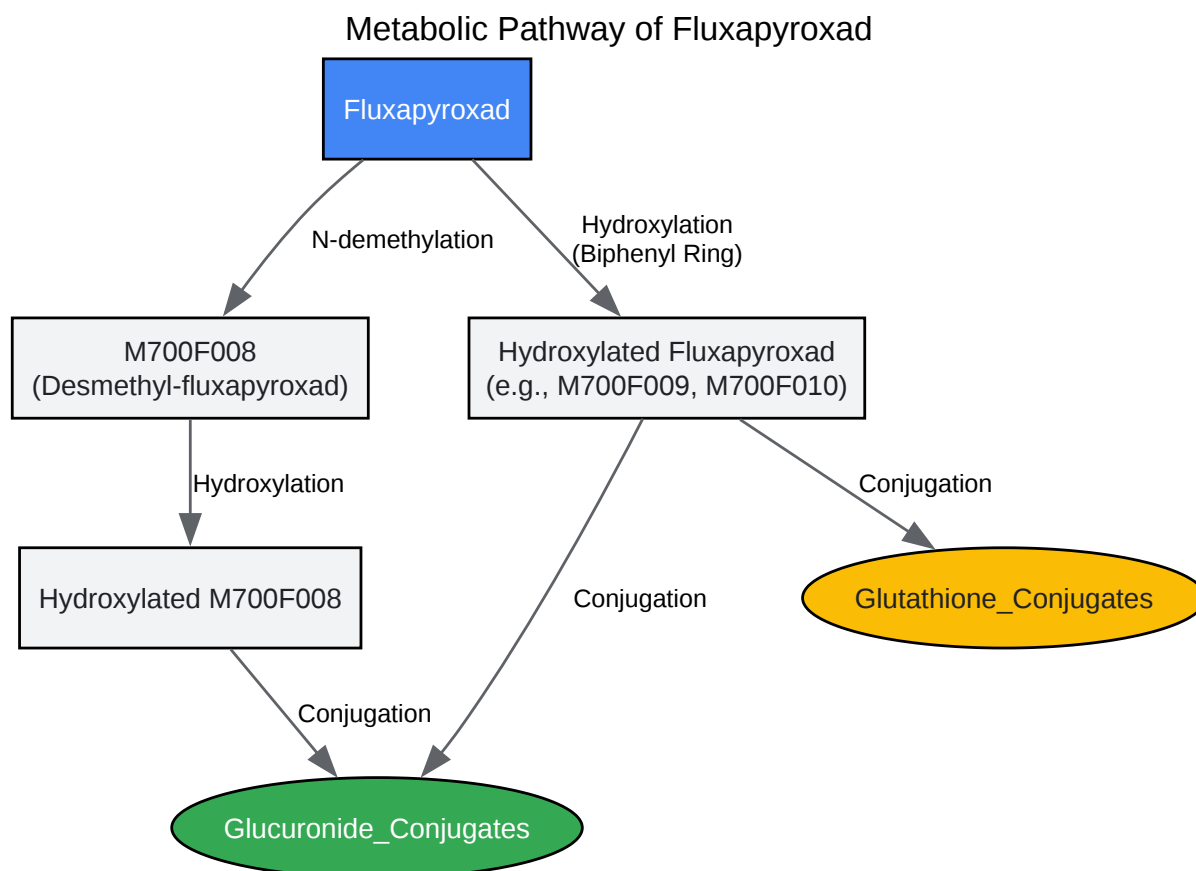 Metabolic Pathway of Fluxapyroxad
Fluxapyroxad
N-demethylation
Hydroxylation
(Biphenyl Ring)
M700F008
(Desmethyl-fluxapyroxad)
Hydroxylated Fluxapyroxad
(e.g., M700F009, M700F010)
Hydroxylation
Conjugation
Hydroxylated M700F008
Conjugation
Glutathione_Conjugates
Conjugation
Glucuronide_Conjugates